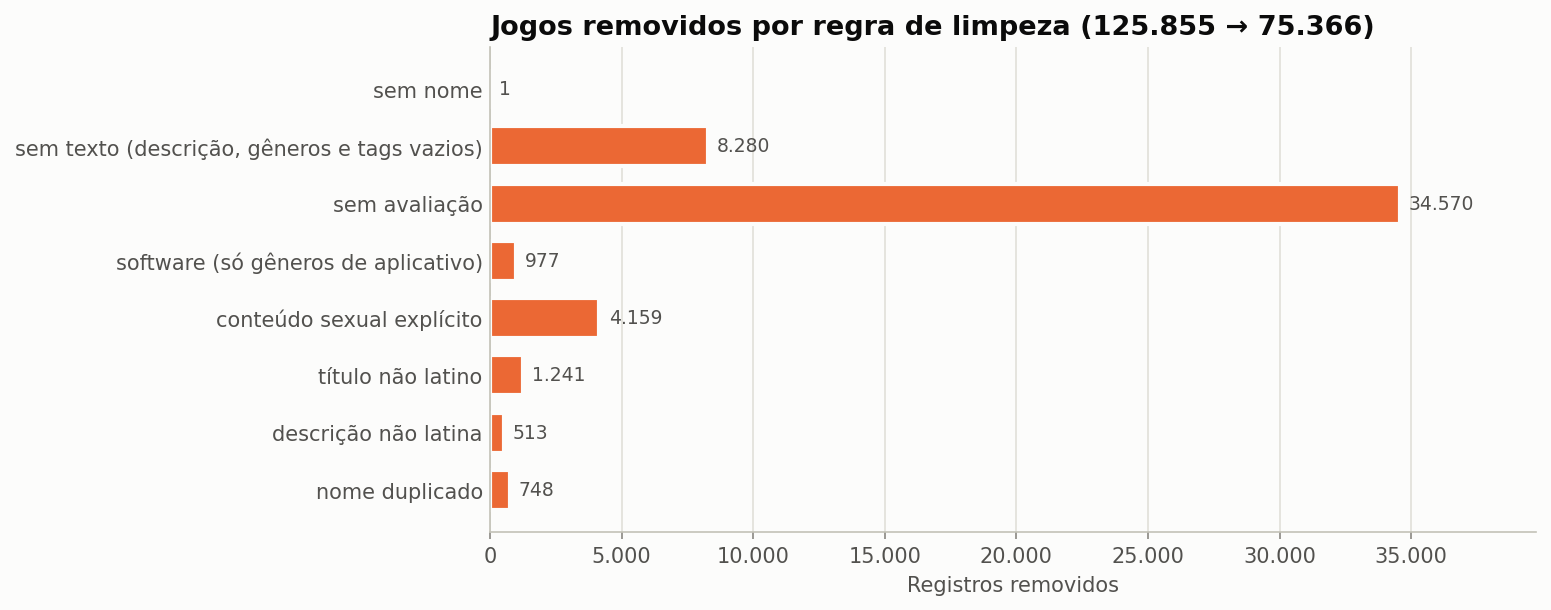 Jogos removidos por regra de limpeza (125.855 → 75.366)
sem nome 1
sem texto (descrição, gêneros e tags vazios) 8.280
sem avaliação 34.570
software (só gêneros de aplicativo) 977
conteúdo sexual explícito 4.159
título não latino 1.241
descrição não latina 513
nome duplicado 748
0 5.000 10.000 15.000 20.000 25.000 30.000 35.000
Registros removidos